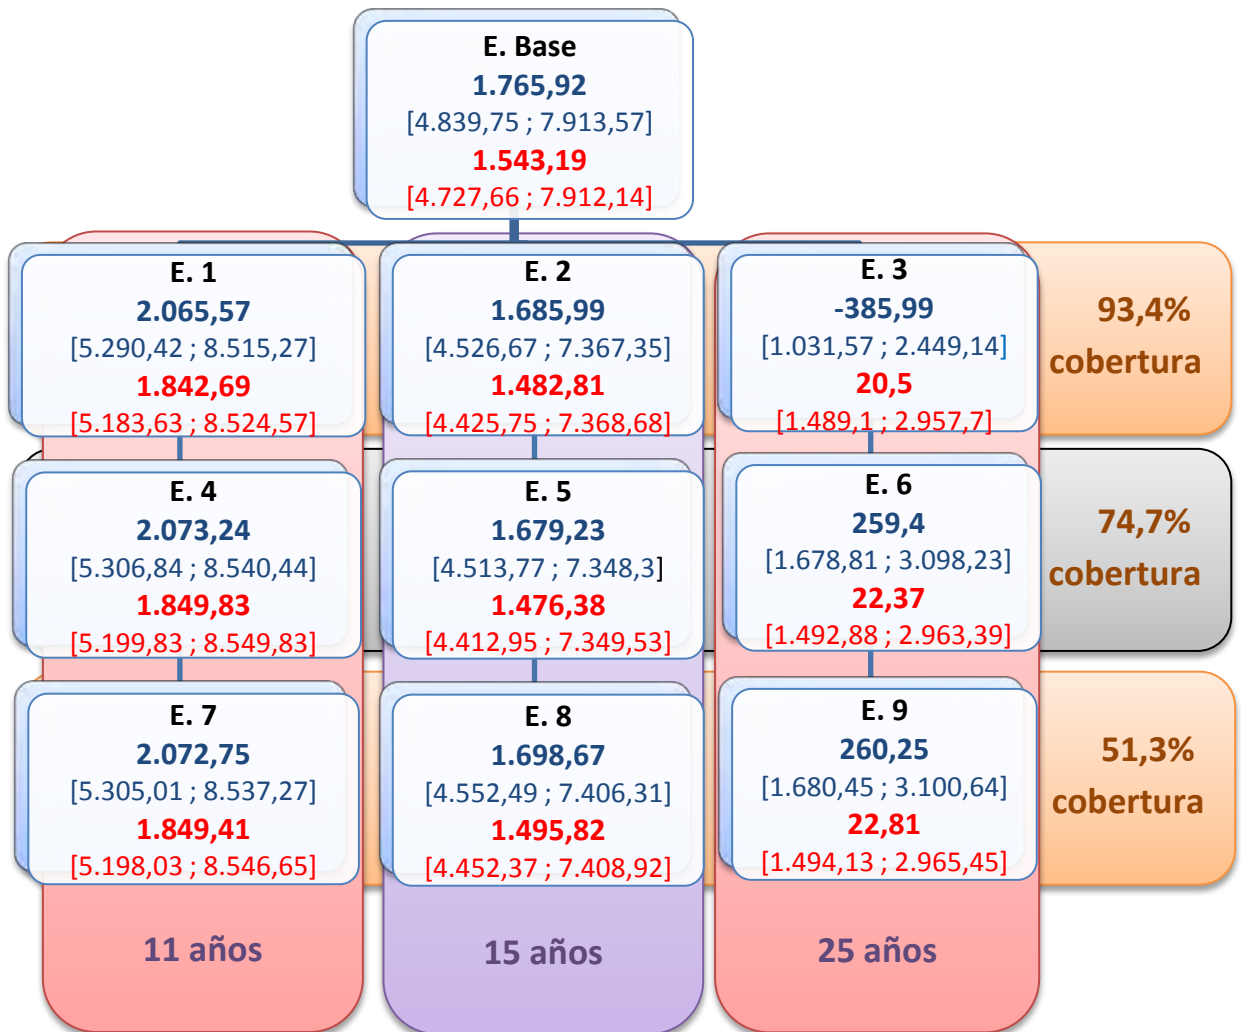 E. Base
1.765,92
[4.839,75 ; 7.913,57]
1.543,19
[4.727,66 ; 7.912,14]
E. 1
2.065,57
[5.290,42 ; 8.515,27]
1.842,69
[5.183,63 ; 8.524,57]
E. 2
1.685,99
[4.526,67 ; 7.367,35]
1.482,81
[4.425,75 ; 7.368,68]
E. 3
-385,99
[1.031,57 ; 2.449,14]
20,5
[1.489,1 ; 2.957,7]
93,4%
cobertura
E. 4
2.073,24
[5.306,84 ; 8.540,44]
1.849,83
[5.199,83 ; 8.549,83]
E. 5
1.679,23
[4.513,77 ; 7.348,3]
1.476,38
[4.412,95 ; 7.349,53]
E. 6
259,4
[1.678,81 ; 3.098,23]
22,37
[1.492,88 ; 2.963,39]
74,7%
cobertura
E. 7
2.072,75
[5.305,01 ; 8.537,27]
1.849,41
[5.198,03 ; 8.546,65]
E. 8
1.698,67
[4.552,49 ; 7.406,31]
1.495,82
[4.452,37 ; 7.408,92]
E. 9
260,25
[1.680,45 ; 3.100,64]
22,81
[1.494,13 ; 2.965,45]
51,3%
cobertura
11 años
15 años
25 años